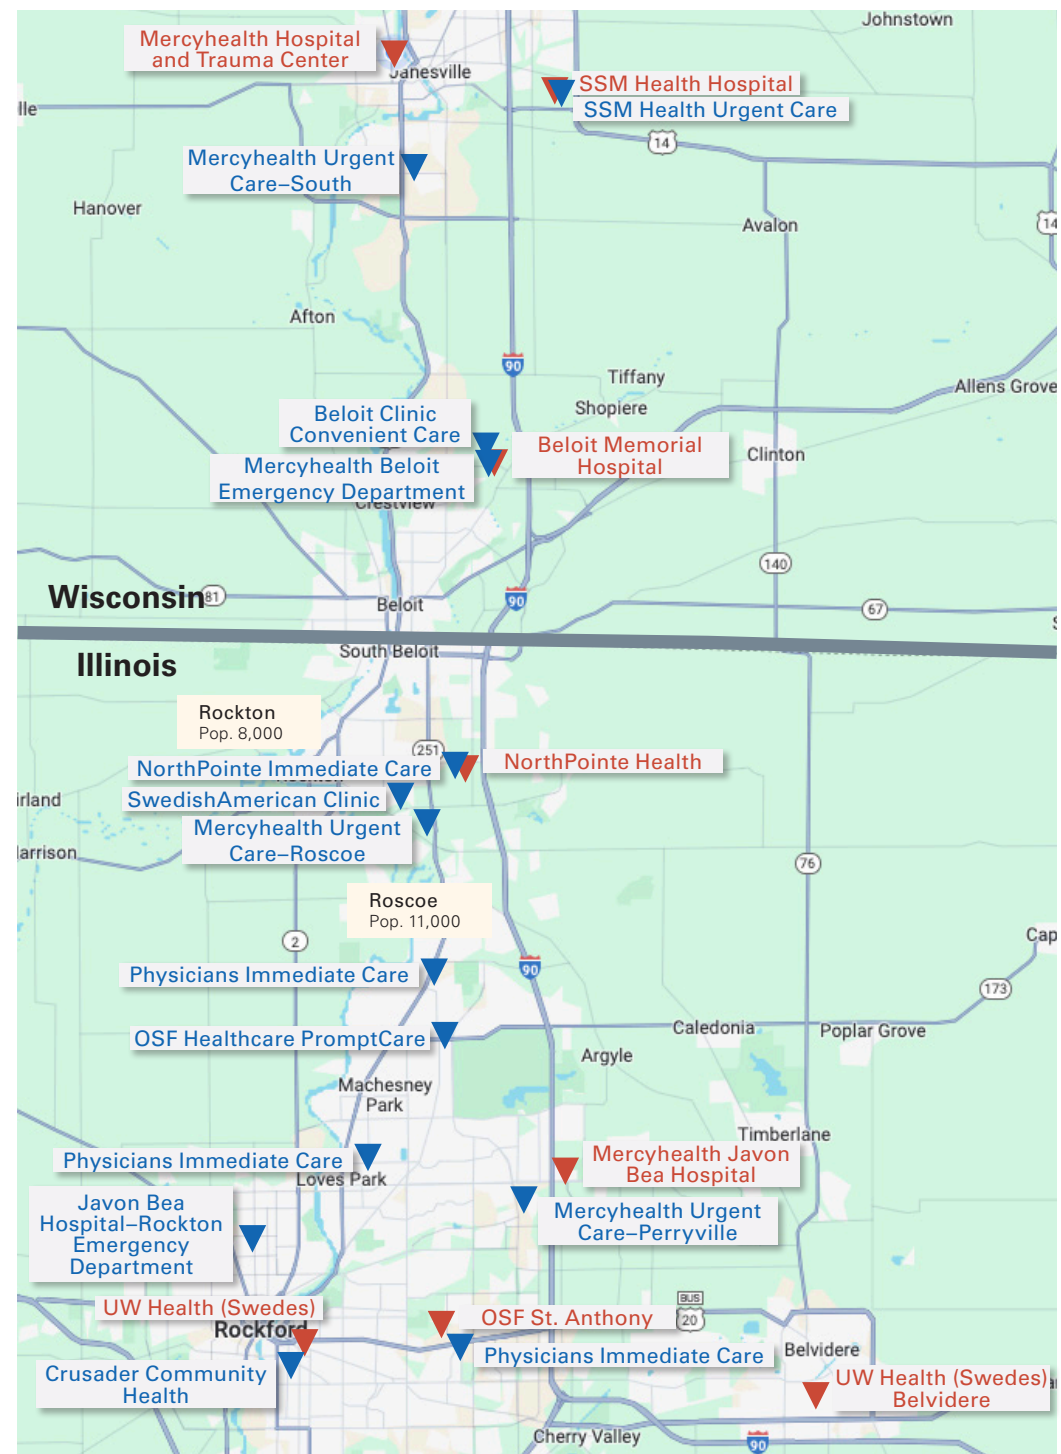 Johnstown
Mercyhealth Hospital
and Trauma Center
Janesville
SSM Health Hospital
SSM Health Urgent Care
lle
14
Mercyhealth Urgent
Care–South
Hanover
Avalon
14
Afton
90
Tiffany
Allens Grove
Shopiere
Beloit Clinic
Convenient Care
Beloit Memorial
Hospital
Clinton
Mercyhealth Beloit
Emergency Department
Crestview
140
Wisconsin
81
Beloit
90
67
South Beloit
Illinois
Rockton
Pop. 8,000
251
NorthPointe Immediate Care
NorthPointe Health
SwedishAmerican Clinic
irland
Mercyhealth Urgent
Care–Roscoe
larrison
76
Roscoe
Pop. 11,000
2
Cap
Physicians Immediate Care
90
173
Caledonia
Poplar Grove
OSF Healthcare PromptCare
Argyle
Machesney
Park
Timberlane
Physicians Immediate Care
Mercyhealth Javon
Bea Hospital
Loves Park
Javon Bea
Hospital–Rockton
Emergency
Department
Mercyhealth Urgent
Care–Perryville
BUS
20
UW Health (Swedes)
OSF St. Anthony
Rockford
Physicians Immediate Care
Belvidere
Crusader Community
Health
UW Health (Swedes)
Belvidere
Cherry Valley
90